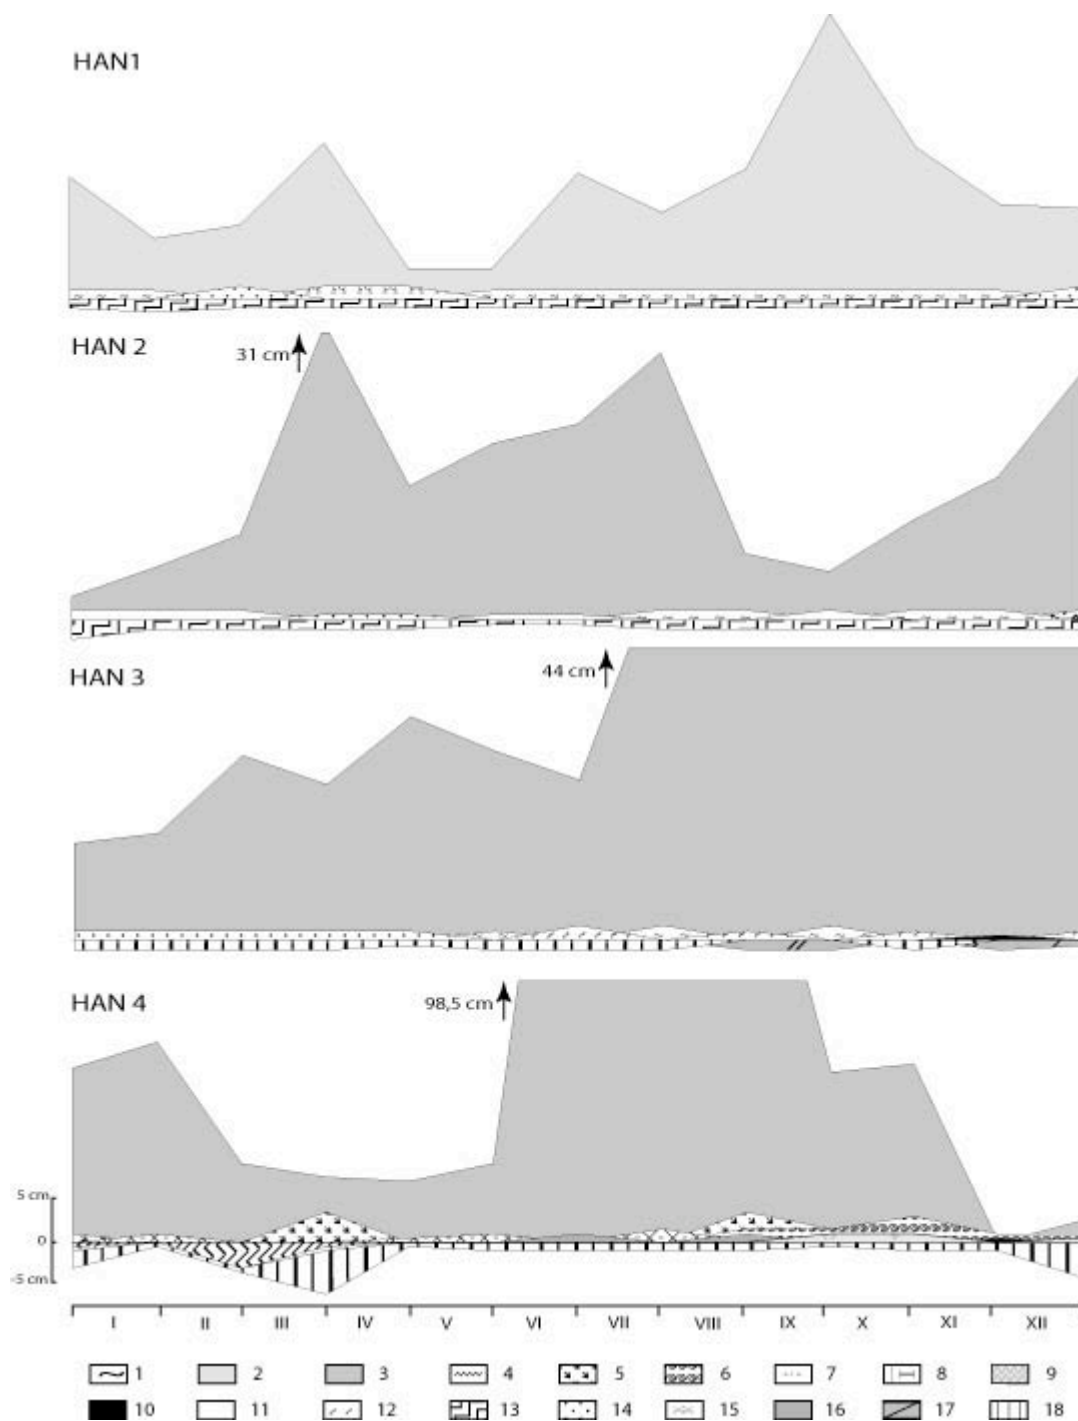 HAN1
HAN 2
31 cm
HAN 3
44 cm
HAN 4
98,5 cm
5 cm
0
-5 cm
I II III IV V VI VII VIII IX X XI XII
1 2 3 4 5 6 7 8 9
10 11 12 13 14 15 16 17 18